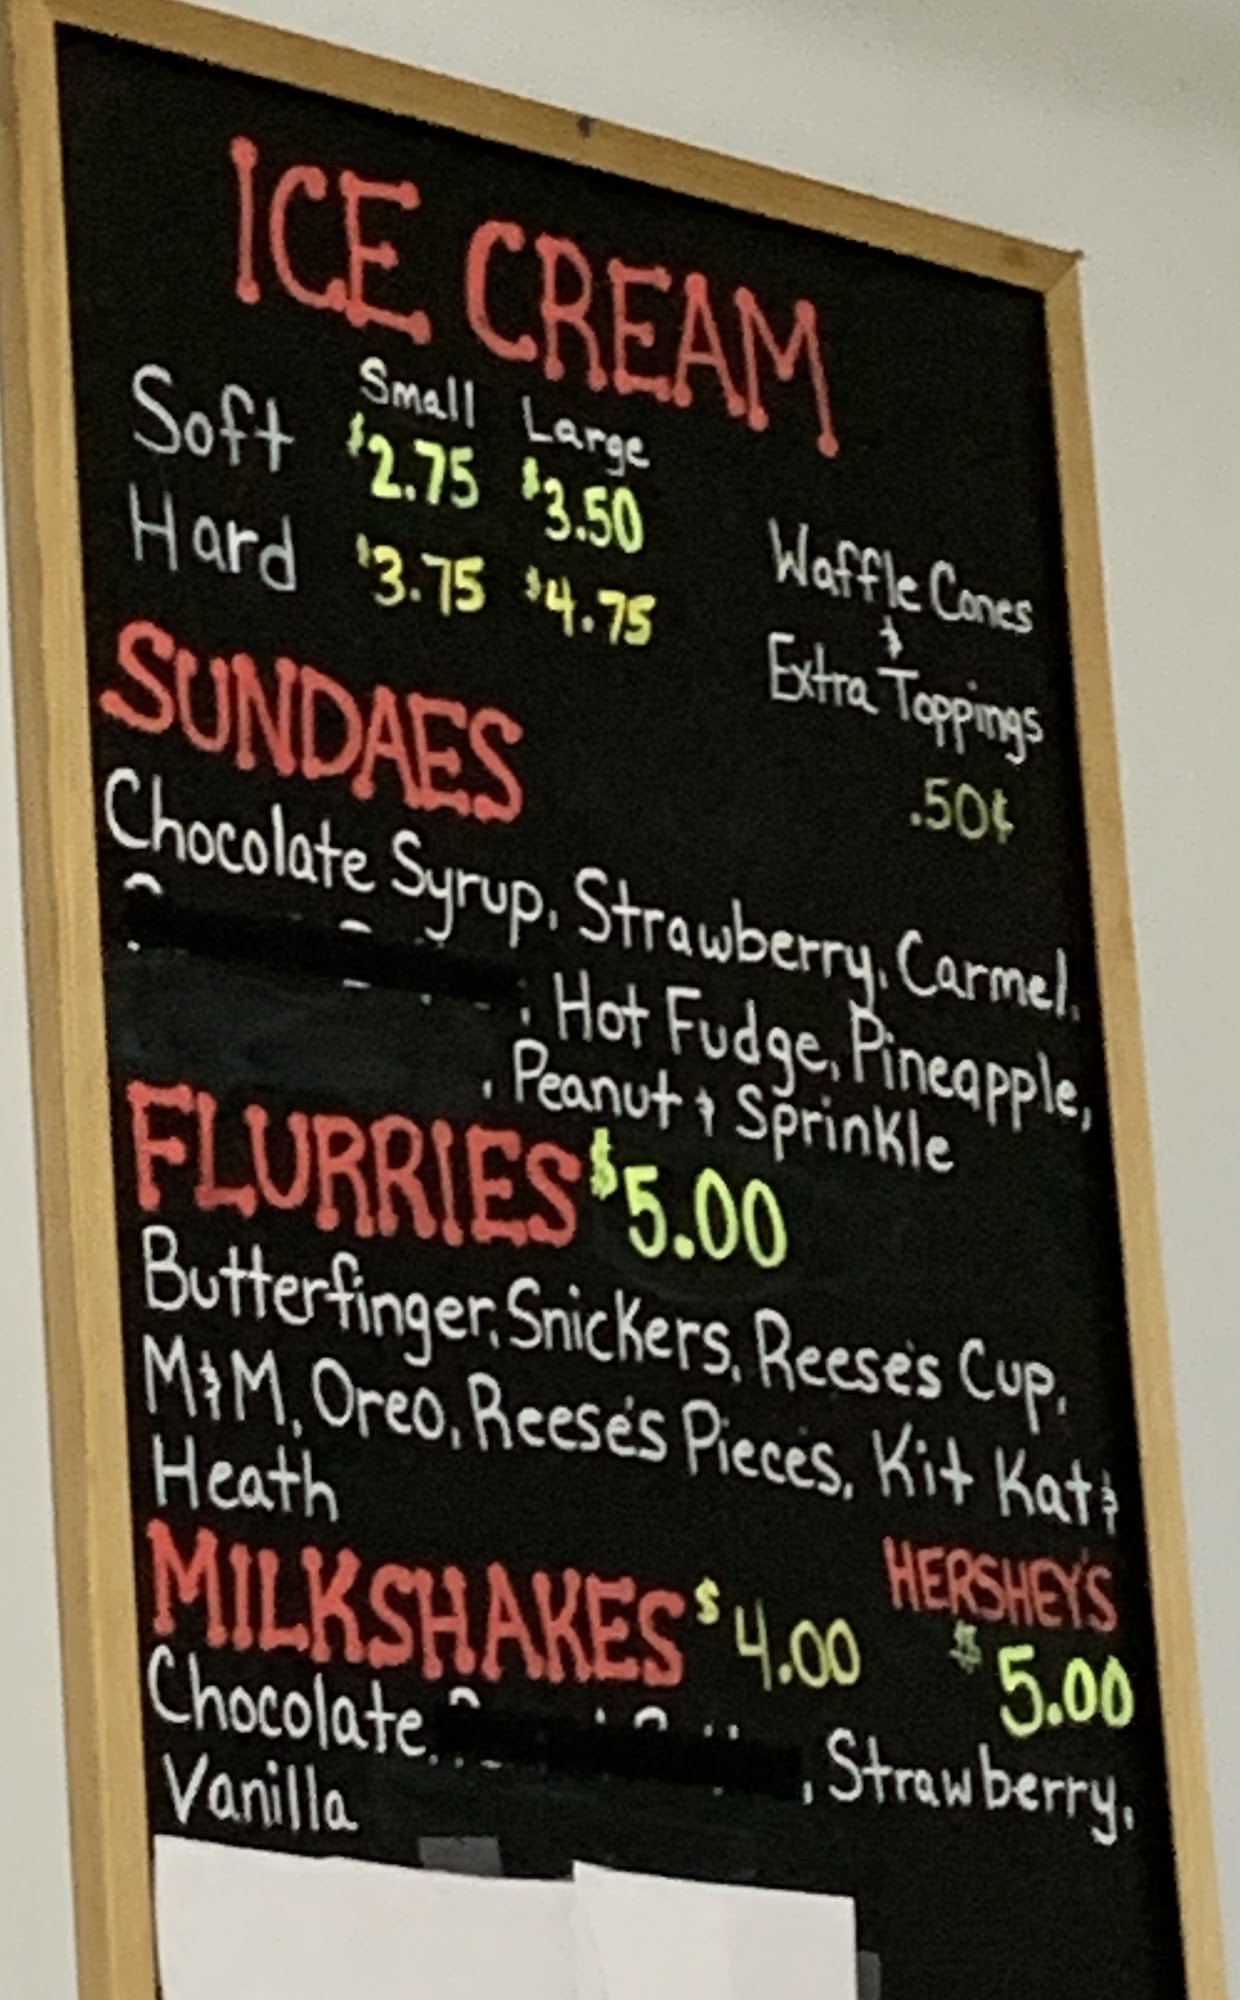 ICE CREAM
Small Large
Soft $2.75 $3.50
Hard $3.75 $4.75
Waffle Cones
&
Extra Toppings
.50¢
SUNDAES
Chocolate Syrup, Strawberry, Carmel,
, Hot Fudge, Pineapple,
, Peanut & Sprinkle
FLURRIES $5.00
Butterfinger, Snickers, Reese's Cup,
M&M, Oreo, Reese's Piece's, Kit Kat &
Heath
MILKSHAKES $4.00
HERSHEY'S
$5.00
Chocolate, , Strawberry,
Vanilla